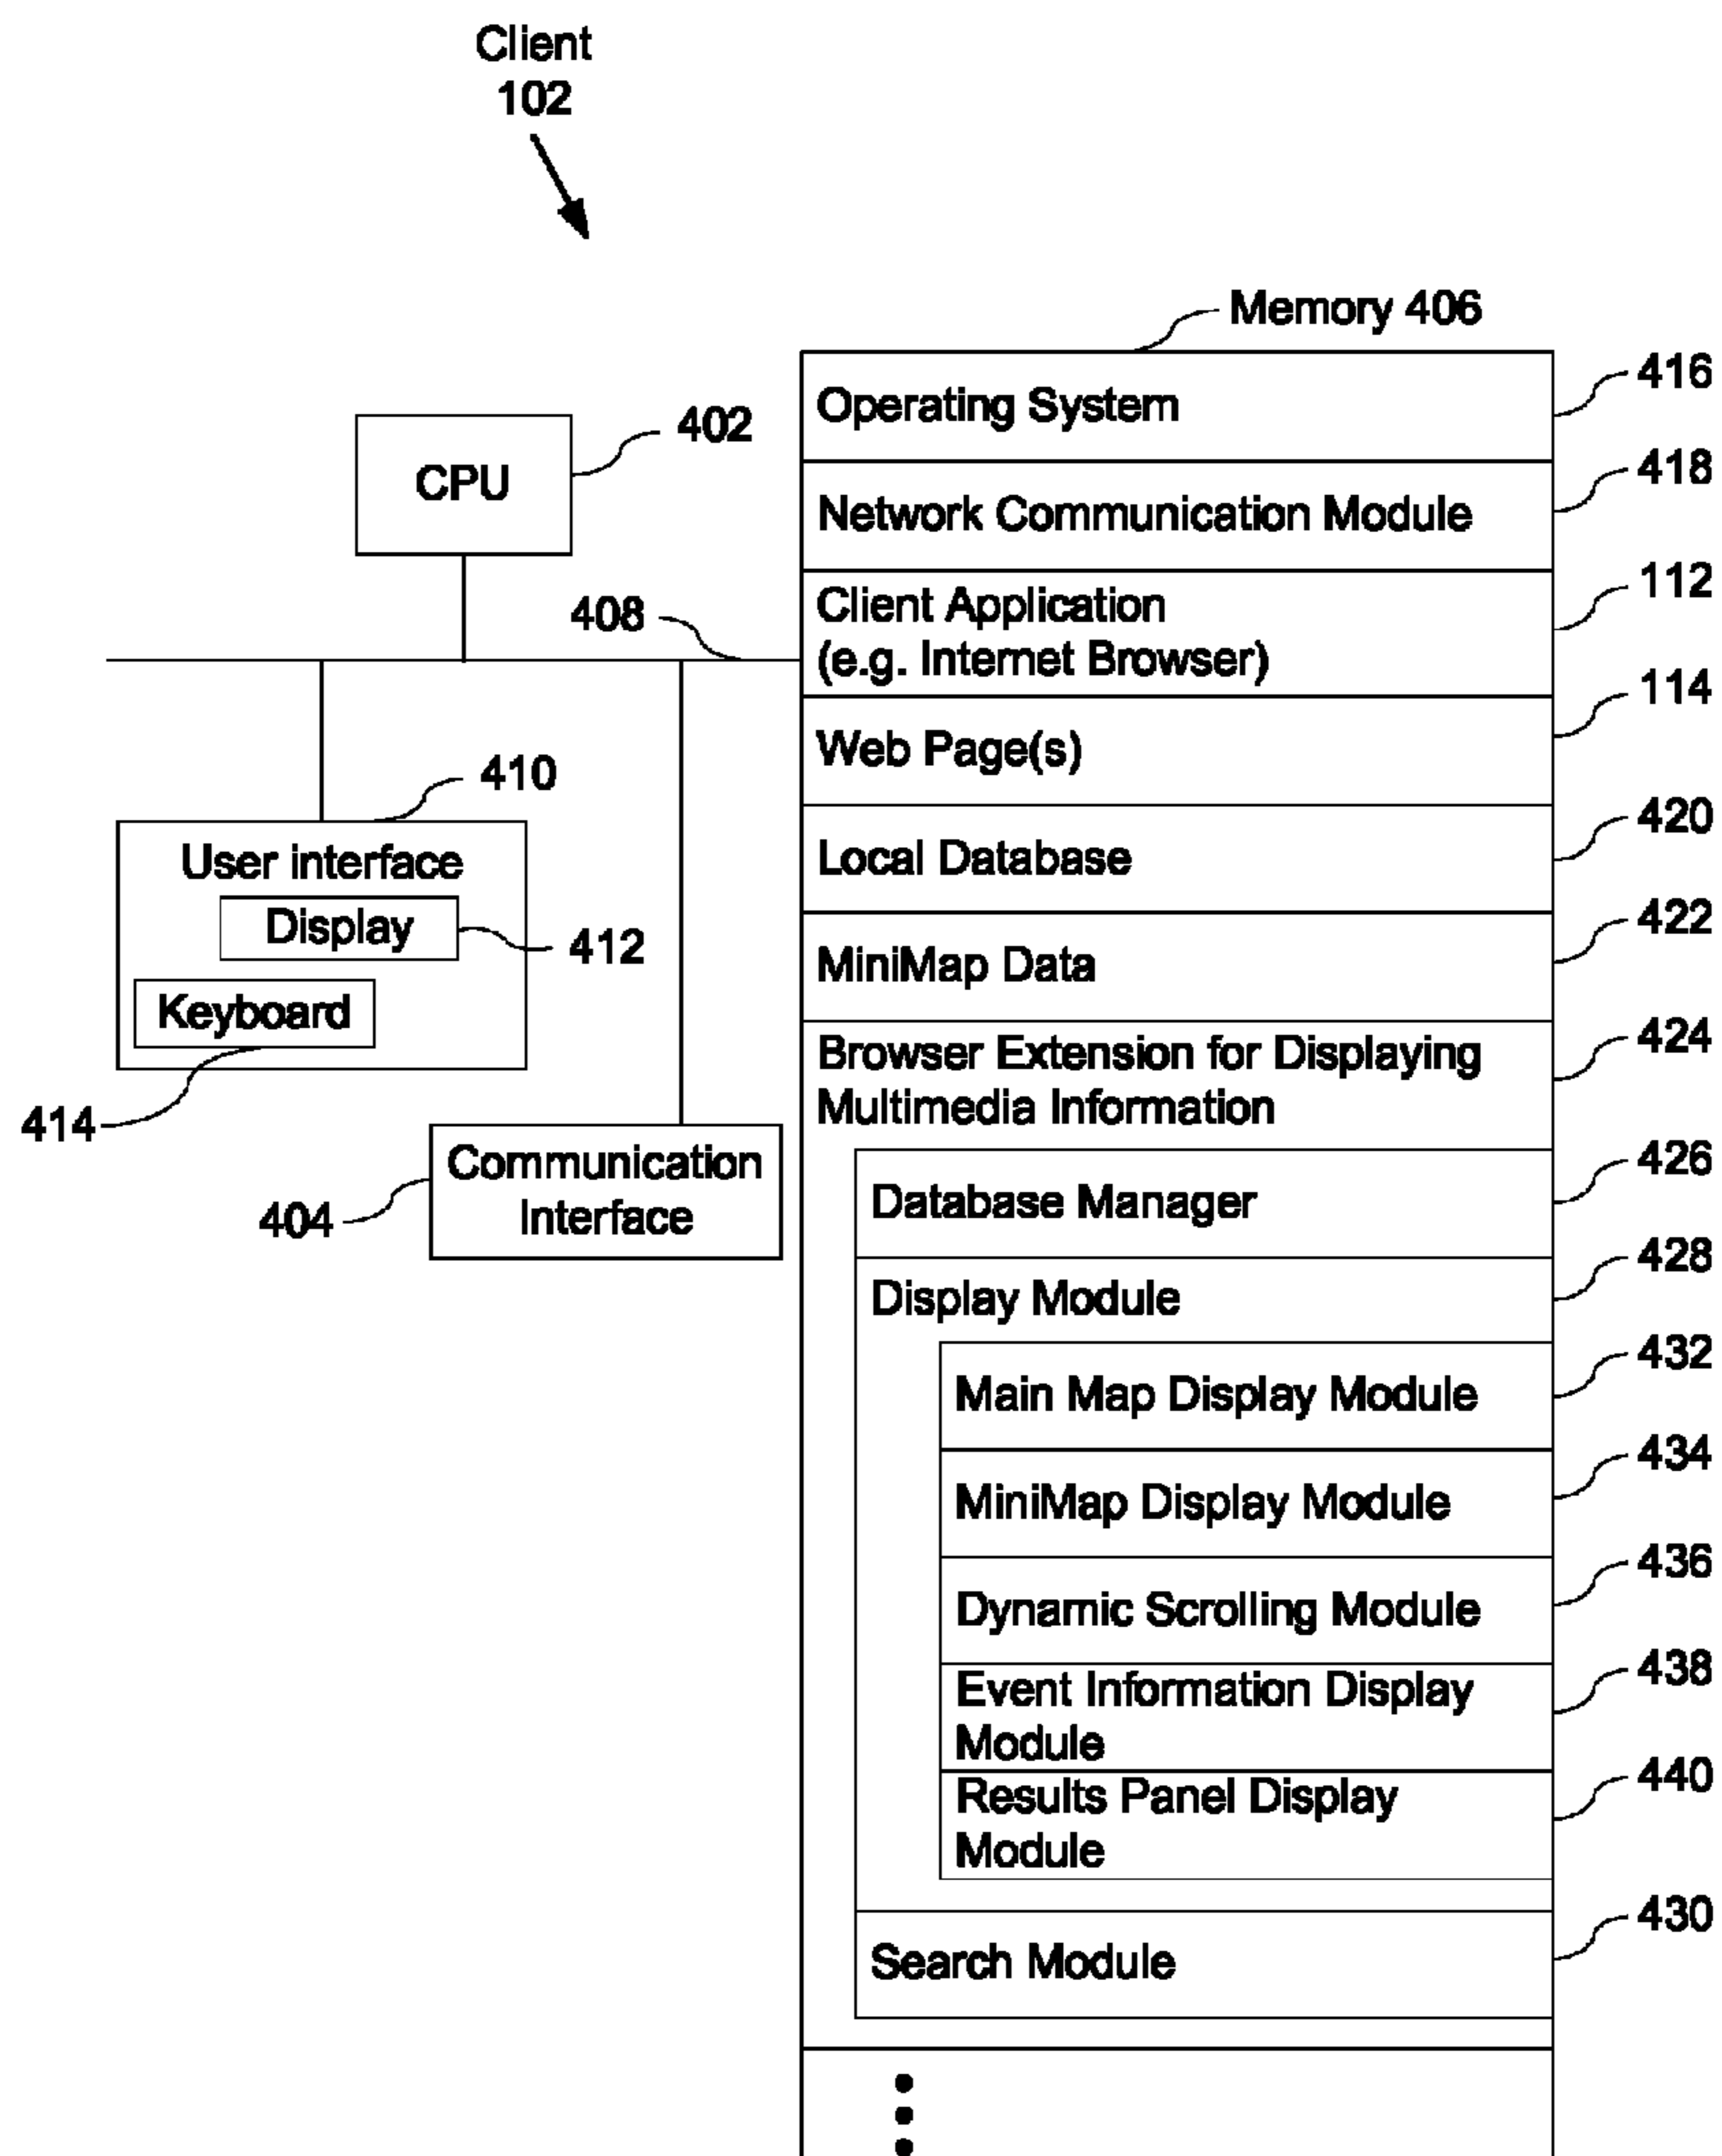 Client
102
Memory 406
Operating System
416
CPU
402
Network Communication Module
418
Client Application
(e.g. Internet Browser)
112
408
Web Page(s)
114
410
User interface
Display
412
Keyboard
414
Communication
Interface
404
Local Database
420
MiniMap Data
422
Browser Extension for Displaying
Multimedia Information
424
Database Manager
426
Display Module
428
Main Map Display Module
432
MiniMap Display Module
434
Dynamic Scrolling Module
436
Event Information Display
Module
438
Results Panel Display
Module
440
Search Module
430